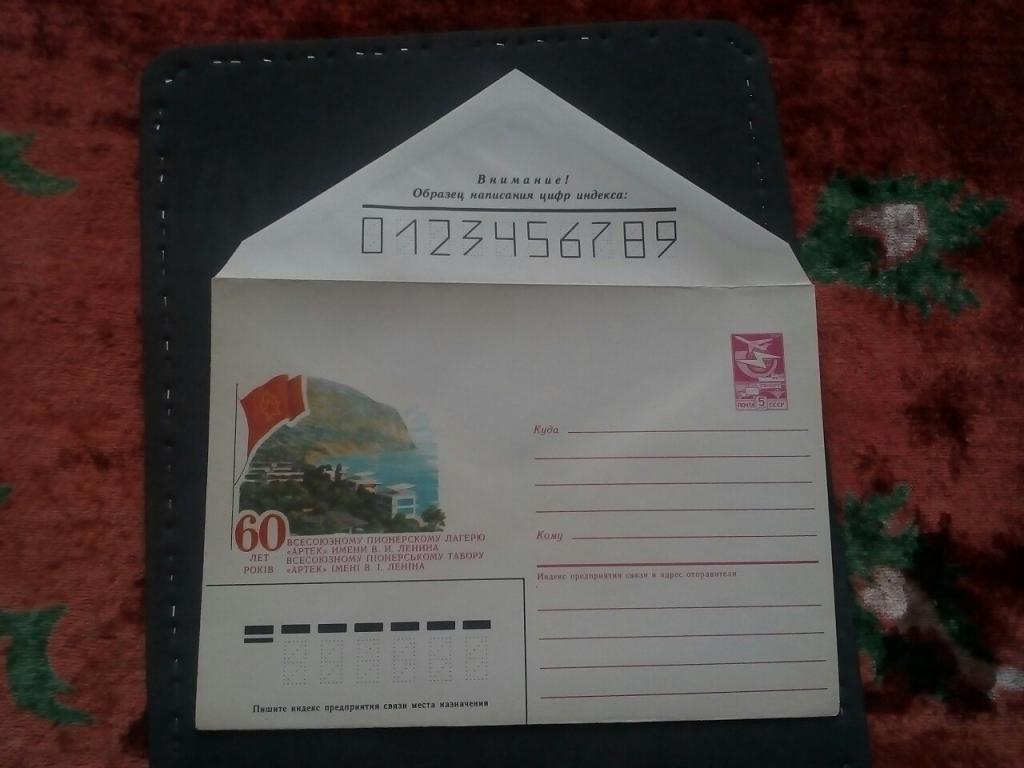 Внимание!
Образец написания цифр индекса:
0123456789
ПОЧТА 5 СССР
Куда
60
ЛЕТ
РОКІВ
ВСЕСОЮЗНОМУ ПИОНЕРСКОМУ ЛАГЕРЮ
«АРТЕК» ИМЕНИ В. И. ЛЕНИНА
ВСЕСОЮЗНОМУ ПІОНЕРСЬКОМУ ТАБОРУ
«АРТЕК» ІМЕНІ В. І. ЛЕНІНА
Кому
Индекс предприятия связи и адрес отправителя
Пишите индекс предприятия связи места назначения